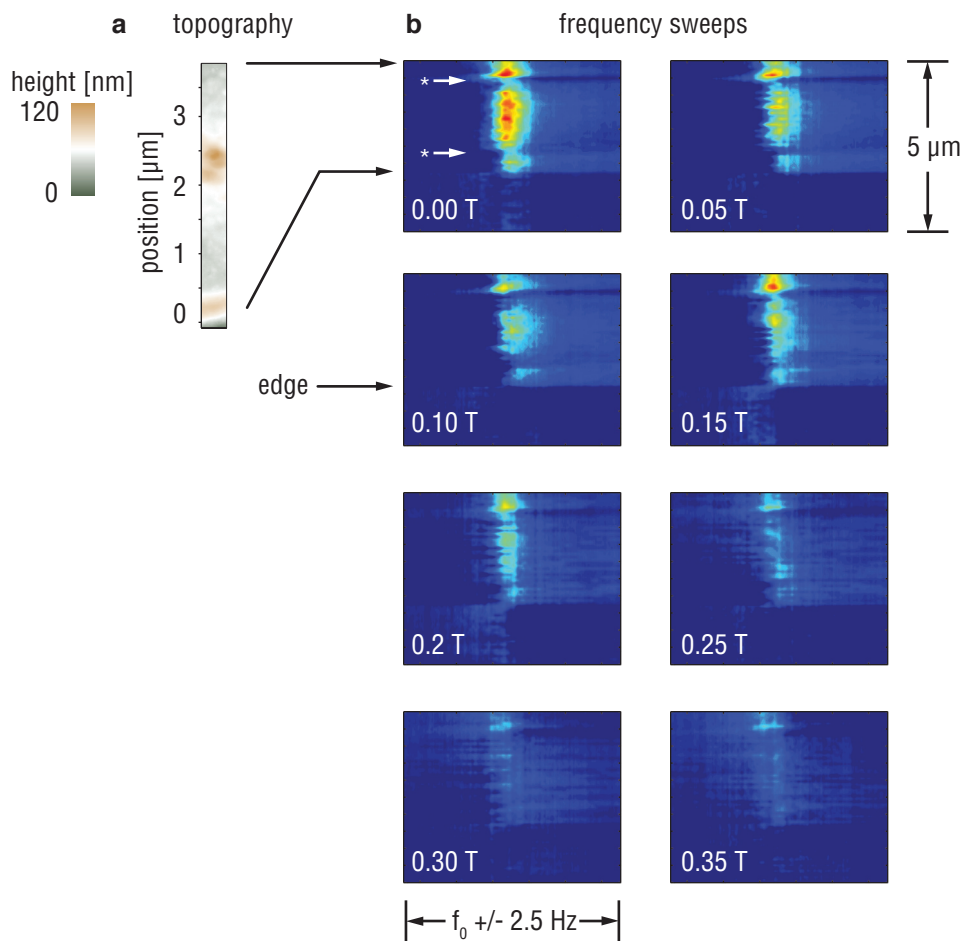 a topography
height [nm]
120
0
position [µm]
3
2
1
0
b frequency sweeps
*
*
0.00 T
0.05 T
5 µm
edge
0.10 T
0.15 T
0.2 T
0.25 T
0.30 T
0.35 T
f₀ +/- 2.5 Hz